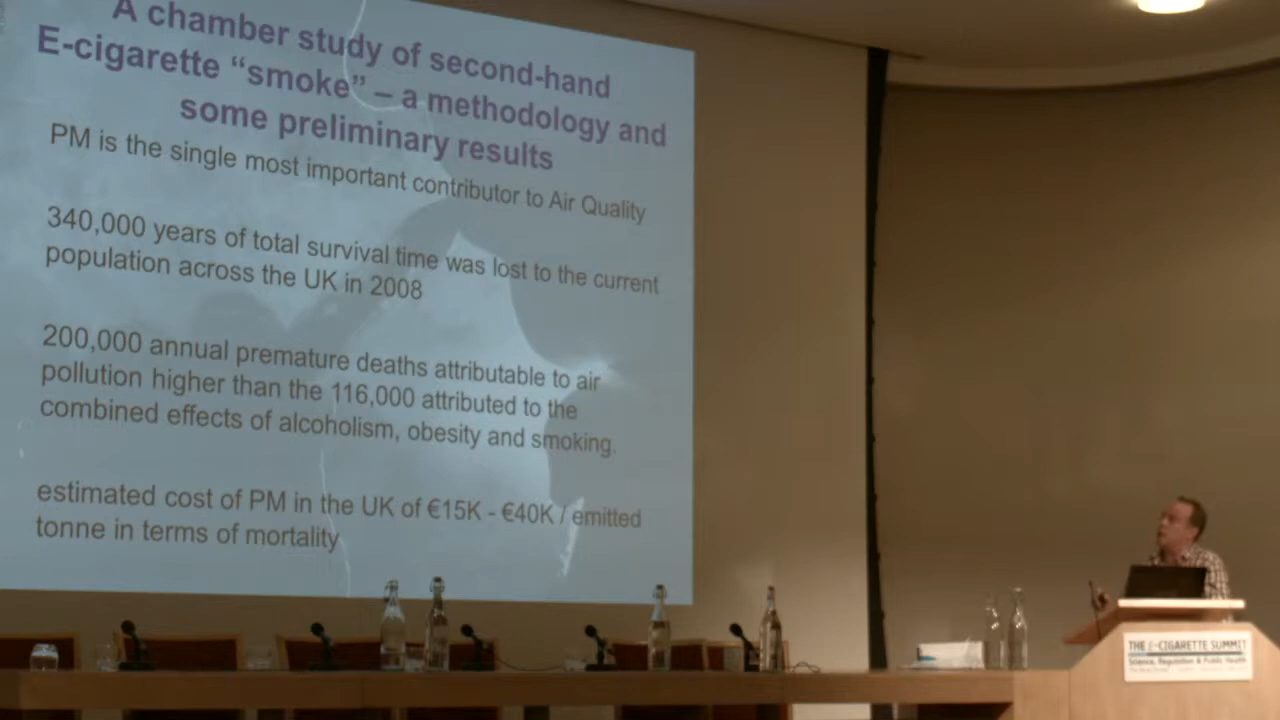 A chamber study of second-hand
E-cigarette “smoke” – a methodology and
some preliminary results
PM is the single most important contributor to Air Quality
340,000 years of total survival time was lost to the current
population across the UK in 2008
200,000 annual premature deaths attributable to air
pollution higher than the 116,000 attributed to the
combined effects of alcoholism, obesity and smoking.
estimated cost of PM in the UK of €15K - €40K / emitted
tonne in terms of mortality
THE E-CIGARETTE SUMMIT
Science, Regulation & Public Health